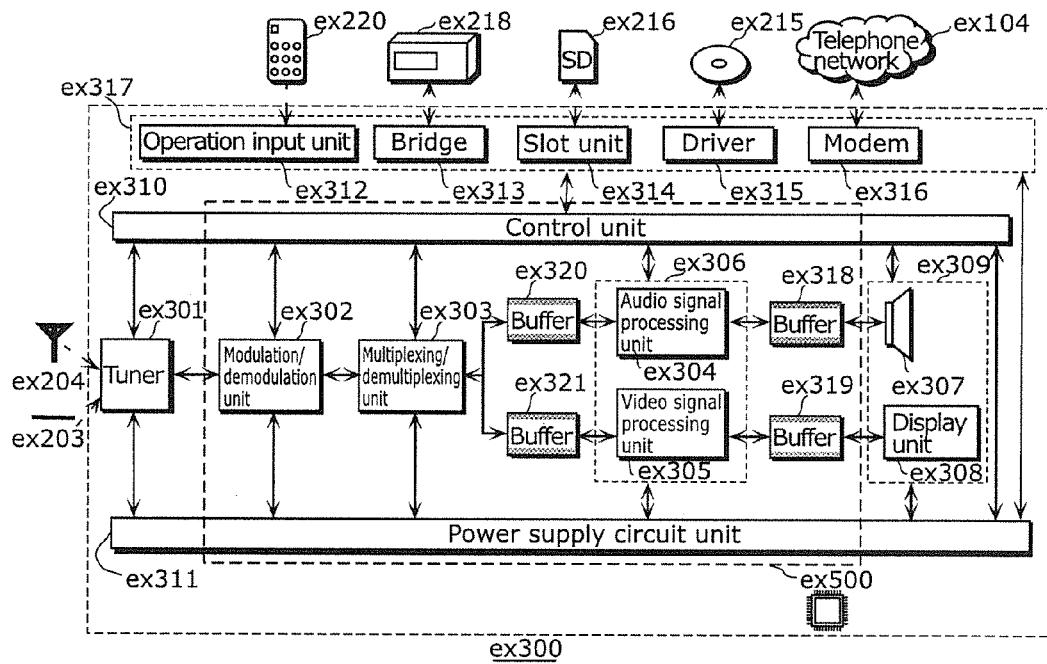 ex220
ex218
ex216
ex215
ex104
SD
Telephone
network
ex317
Operation input unit
Bridge
Slot unit
Driver
Modem
ex312
ex313
ex314
ex315
ex316
ex310
Control unit
ex320
ex306
ex318
ex309
ex301
ex302
ex303
Buffer
Audio signal
processing
unit
ex304
Buffer
ex307
ex204
Tuner
Modulation/
demodulation
unit
Multiplexing/
demultiplexing
unit
ex321
ex319
ex203
Buffer
Video signal
processing
unit
ex305
Buffer
Display
unit
ex308
Power supply circuit unit
ex311
ex500
ex300